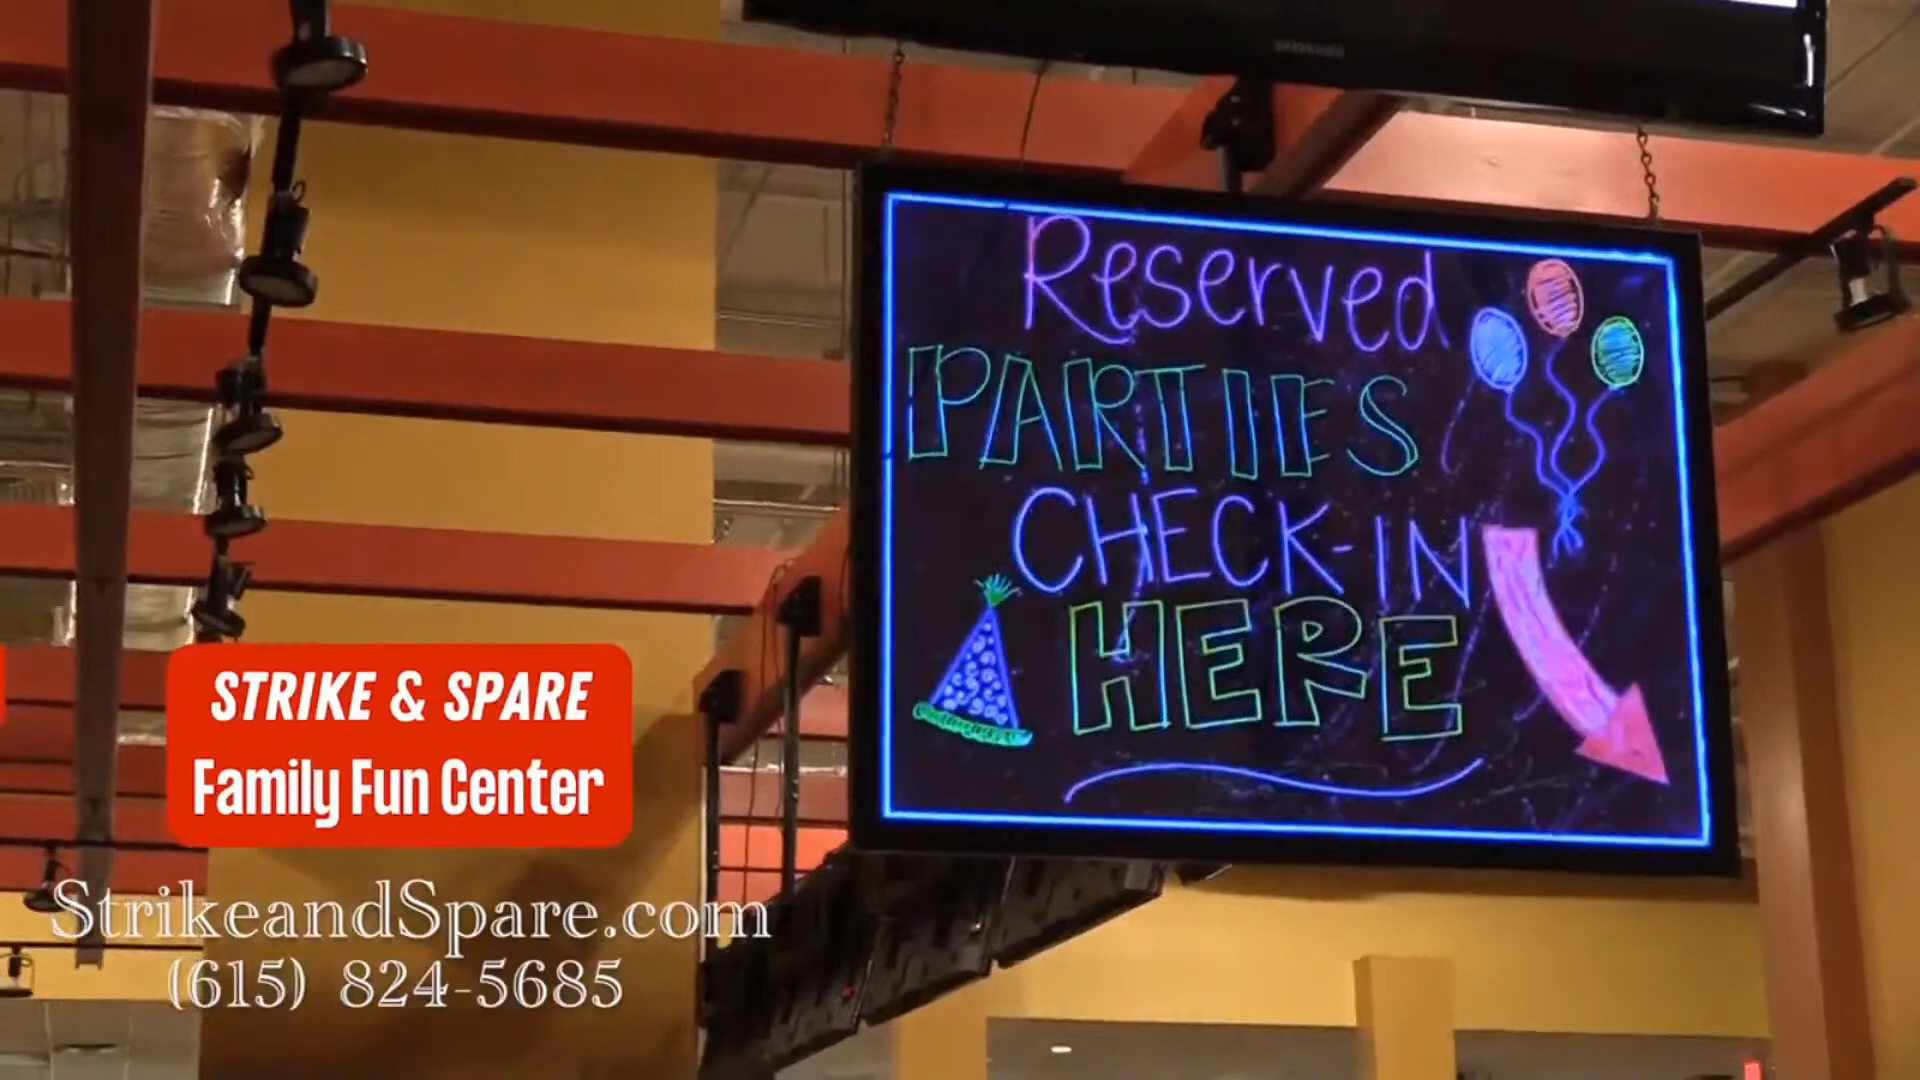 Reserved
PARTIES
CHECK-IN
HERE
STRIKE & SPARE
Family Fun Center
StrikeandSpare.com
(615) 824-5685